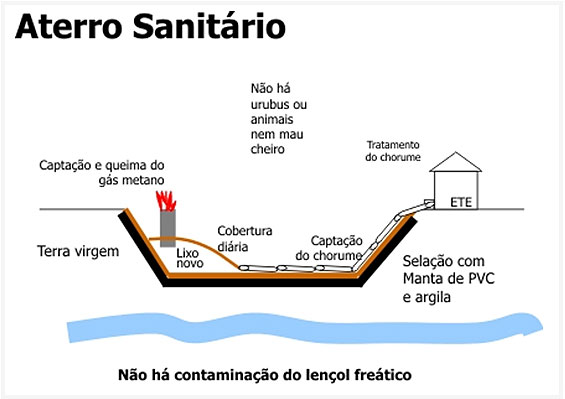 Aterro Sanitário
Não há
urubus ou
animais
nem mau
cheiro
Tratamento
do chorume
Captação e queima do
gás metano
ETE
Terra virgem
Lixo
novo
Cobertura
diária
Captação
do chorume
Selação com
Manta de PVC
e argila
Não há contaminação do lençol freático